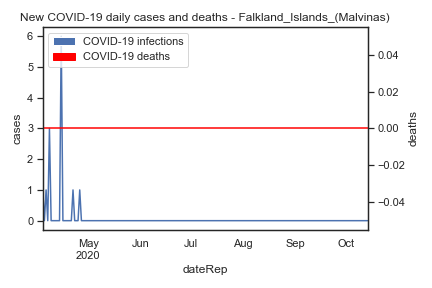 New COVID-19 daily cases and deaths - Falkland_Islands_(Malvinas)
COVID-19 infections
COVID-19 deaths
6
5
4
3
2
1
0
cases
0.04
0.02
0.00
−0.02
−0.04
deaths
May
2020
Jun
Jul
Aug
Sep
Oct
dateRep